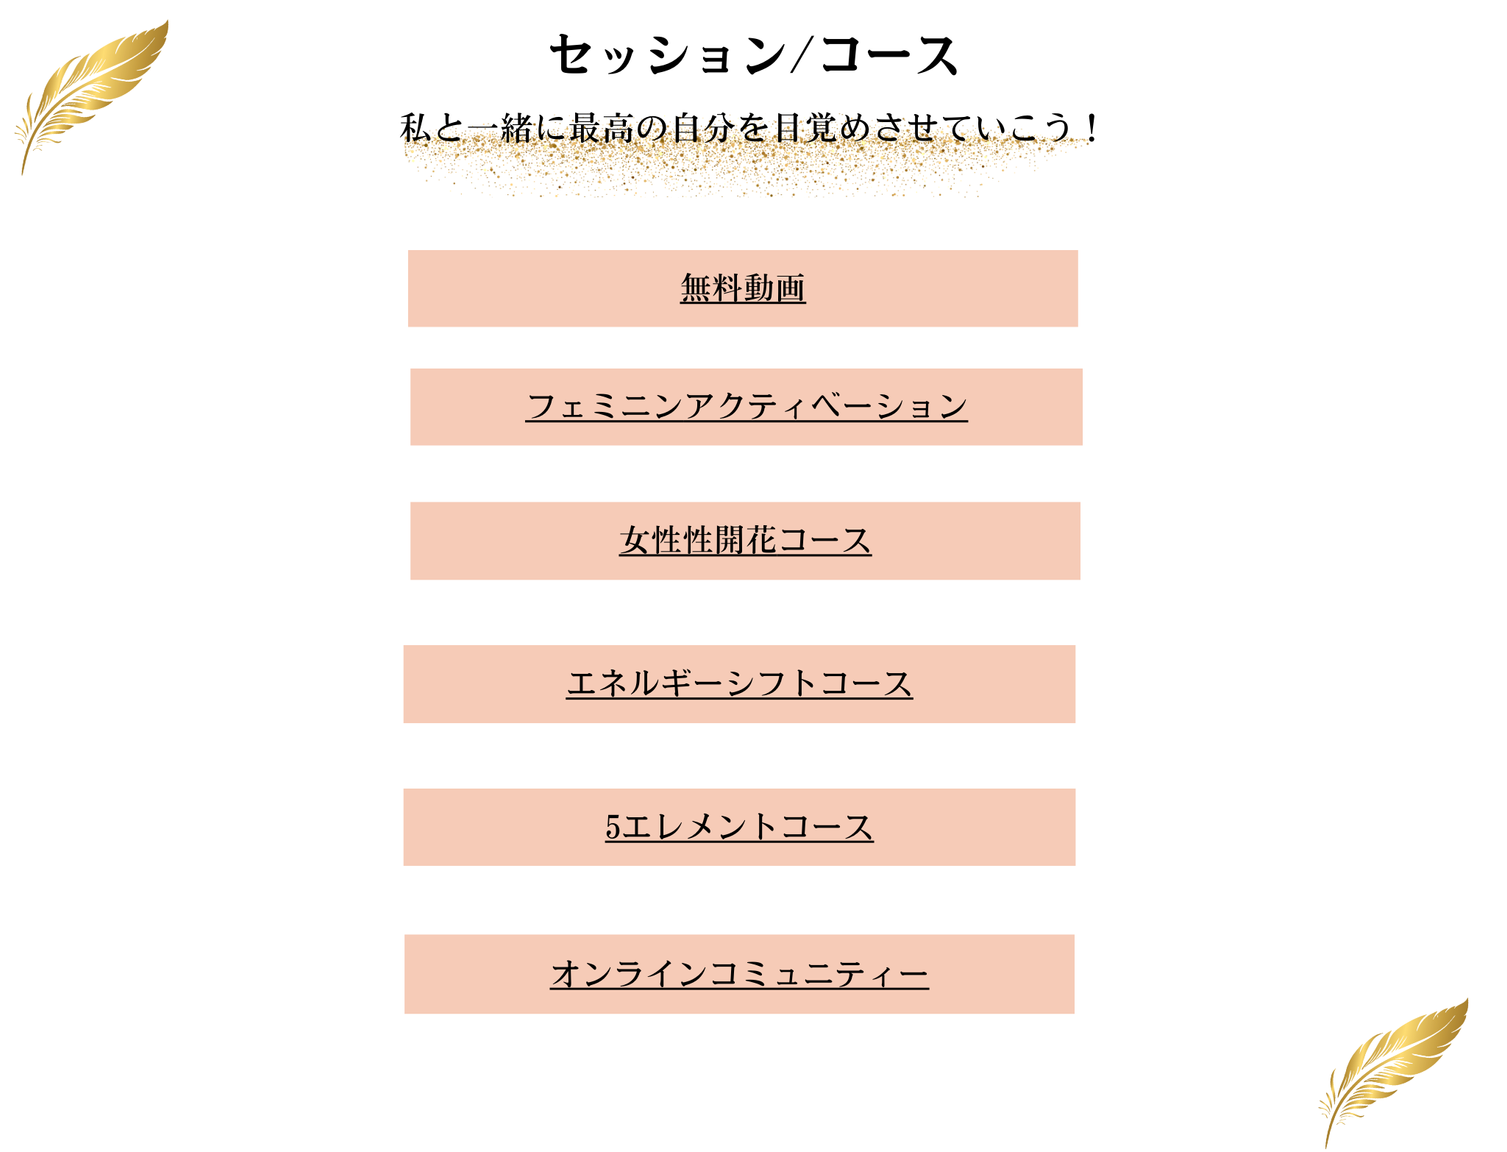 セッション/コース
私と一緒に最高の自分を目覚めさせていこう！
無料動画
フェミニンアクティベーション
女性性開花コース
エネルギーシフトコース
5エレメントコース
オンラインコミュニティー